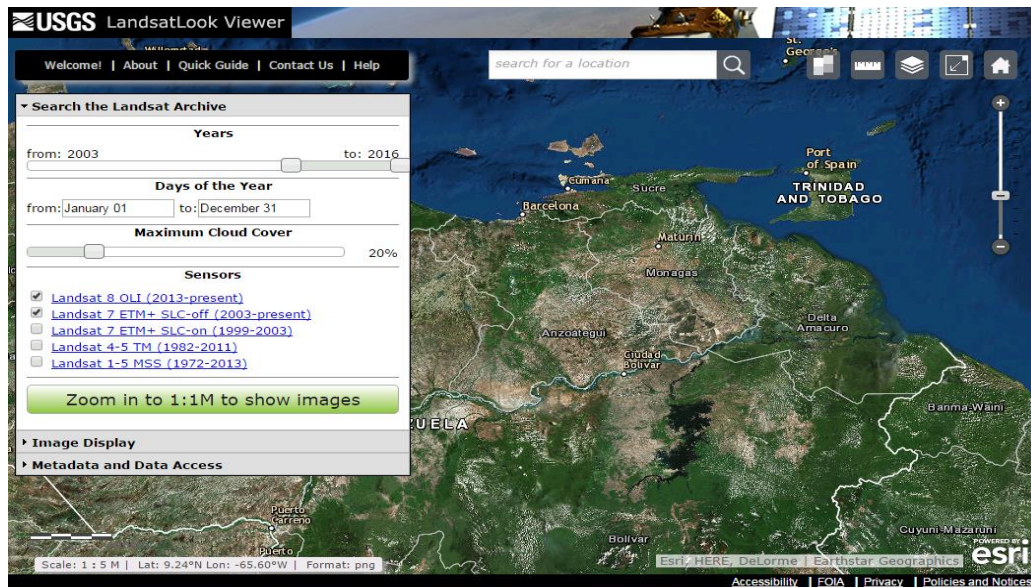 USGS LandsatLook Viewer
Welcome! | About | Quick Guide | Contact Us | Help
search for a location
Search the Landsat Archive
Years
from: 2003 to: 2016
Days of the Year
from: January 01 to: December 31
Maximum Cloud Cover
20%
Sensors
Landsat 8 OLI (2013-present)
Landsat 7 ETM+ SLC-off (2003-present)
Landsat 7 ETM+ SLC-on (1999-2003)
Landsat 4-5 TM (1982-2011)
Landsat 1-5 MSS (1972-2013)
Zoom in to 1:1M to show images
Image Display
Metadata and Data Access
St.
George's
Port
of Spain
TRINIDAD
AND TOBAGO
Cumana
Sucre
Barcelona
Maturin
Monagas
Delta
Amacuro
Anzoategui
Ciudad
Bolivar
Barima-Waini
UELA
Puerto
Carreno
Puerto
Bolivar
Cuyuni-Mazaruni
Scale: 1 : 5 M | Lat: 9.24°N Lon: -65.60°W | Format: png
Esri, HERE, DeLorme | Earthstar Geographics
POWERED BY
esri
Accessibility | FOIA | Privacy | Policies and Notices